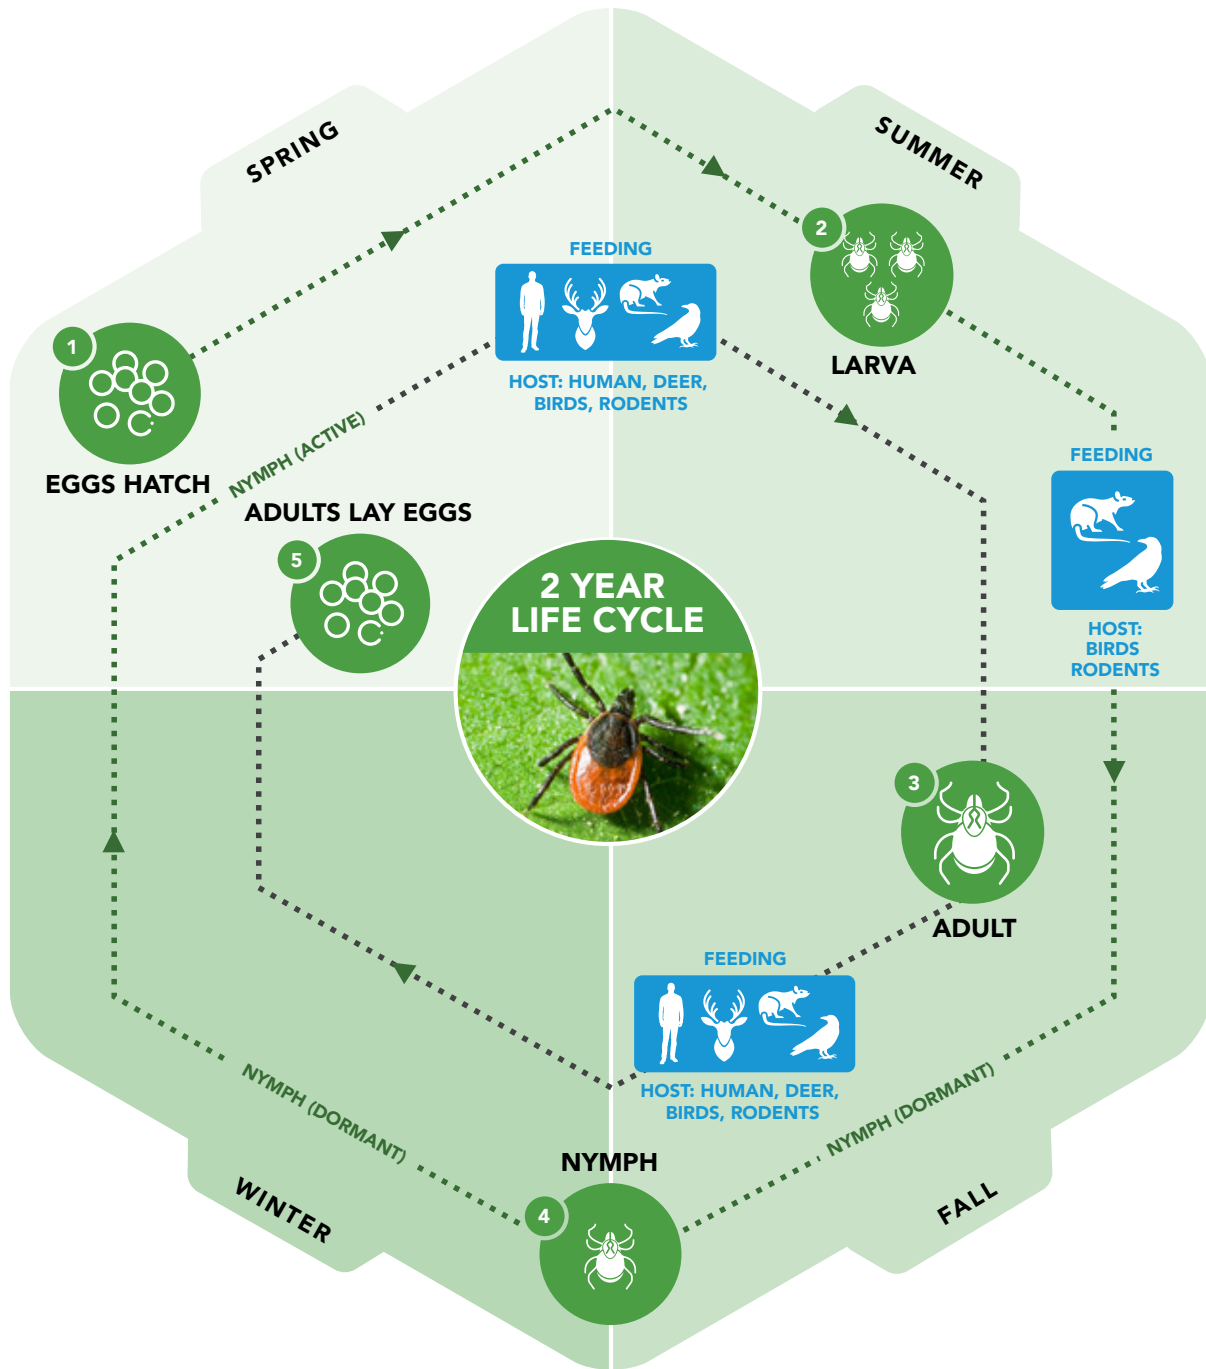 SPRING
SUMMER
2
FEEDING
1
HOST: HUMAN, DEER,
BIRDS, RODENTS
LARVA
NYMPH (ACTIVE)
FEEDING
EGGS HATCH
ADULTS LAY EGGS
5
2 YEAR
LIFE CYCLE
HOST:
BIRDS
RODENTS
3
ADULT
FEEDING
HOST: HUMAN, DEER,
BIRDS, RODENTS
NYMPH (DORMANT)
NYMPH (DORMANT)
NYMPH
4
WINTER
FALL